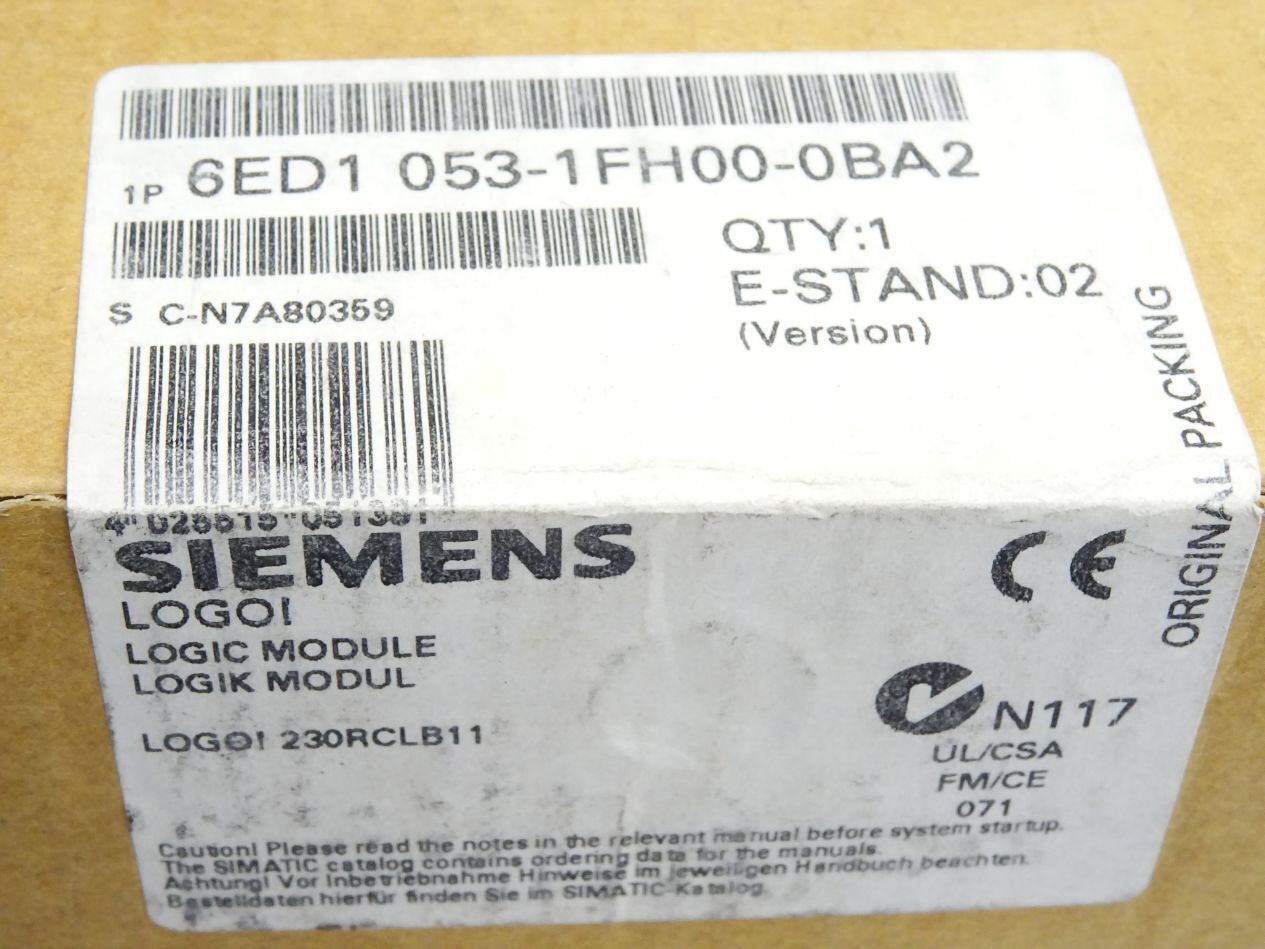 1P 6ED1 053-1FH00-0BA2
QTY:1
E-STAND:02
(Version)
S C-N7A80359
4 025515 051381
SIEMENS
LOGO!
LOGIC MODULE
LOGIK MODUL
LOGO! 230RCLB11
CE
ORIGINAL PACKING
N117
UL/CSA
FM/CE
071
Caution! Please read the notes in the relevant manual before system startup.
The SIMATIC catalog contains ordering data for the manuals.
Achtung! Vor Inbetriebnahme Hinweise im jeweiligen Handbuch beachten.
Bestelldaten hierfür finden Sie im SIMATIC-Katalog.